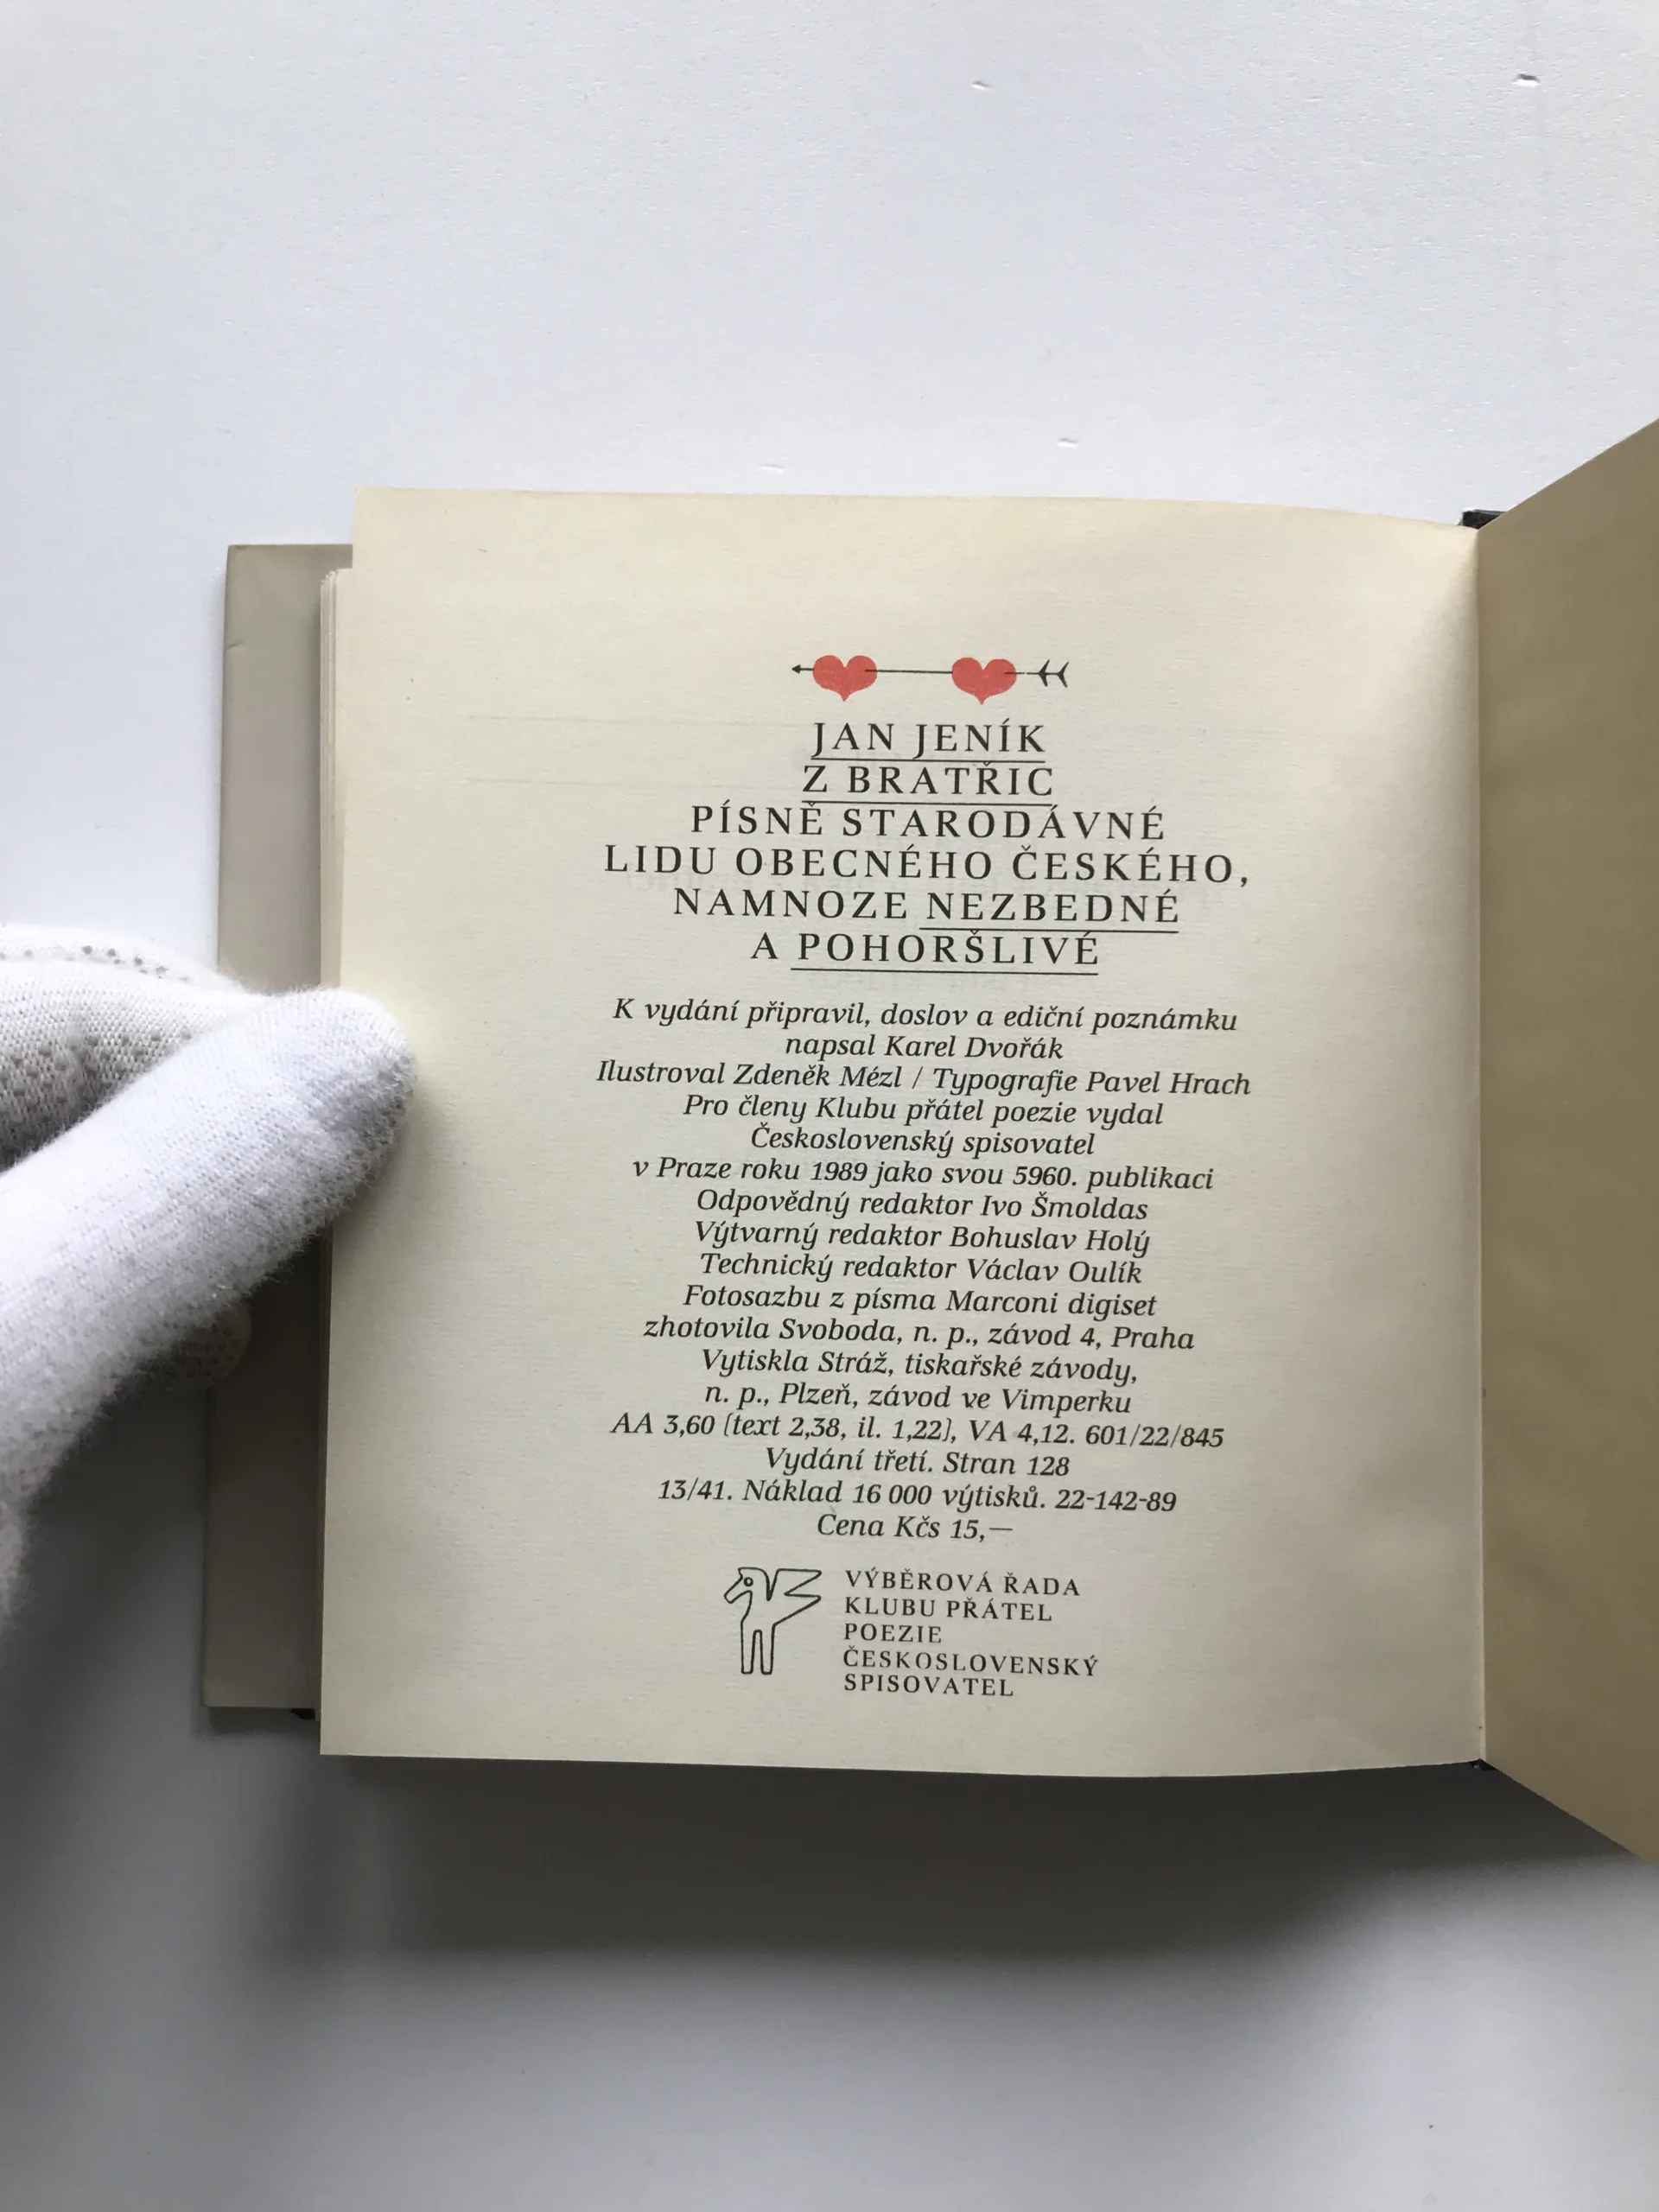 JAN JENÍK
Z BRATŘIC
PÍSNĚ STARODÁVNÉ
LIDU OBECNÉHO ČESKÉHO,
NAMNOZE NEZBEDNÉ
A POHORŠLIVÉ
K vydání připravil, doslov a ediční poznámku
napsal Karel Dvořák
Ilustroval Zdeněk Mézl / Typografie Pavel Hrach
Pro členy Klubu přátel poezie vydal
Československý spisovatel
v Praze roku 1989 jako svou 5960. publikaci
Odpovědný redaktor Ivo Šmoldas
Výtvarný redaktor Bohuslav Holý
Technický redaktor Václav Oulík
Fotosazbu z písma Marconi digiset
zhotovila Svoboda, n. p., závod 4, Praha
Vytiskla Stráž, tiskařské závody,
n. p., Plzeň, závod ve Vimperku
AA 3,60 (text 2,38, il. 1,22), VA 4,12. 601/22/845
Vydání třetí. Stran 128
13/41. Náklad 16 000 výtisků. 22-142-89
Cena Kčs 15,—
VÝBĚROVÁ ŘADA
KLUBU PŘÁTEL
POEZIE
ČESKOSLOVENSKÝ
SPISOVATEL